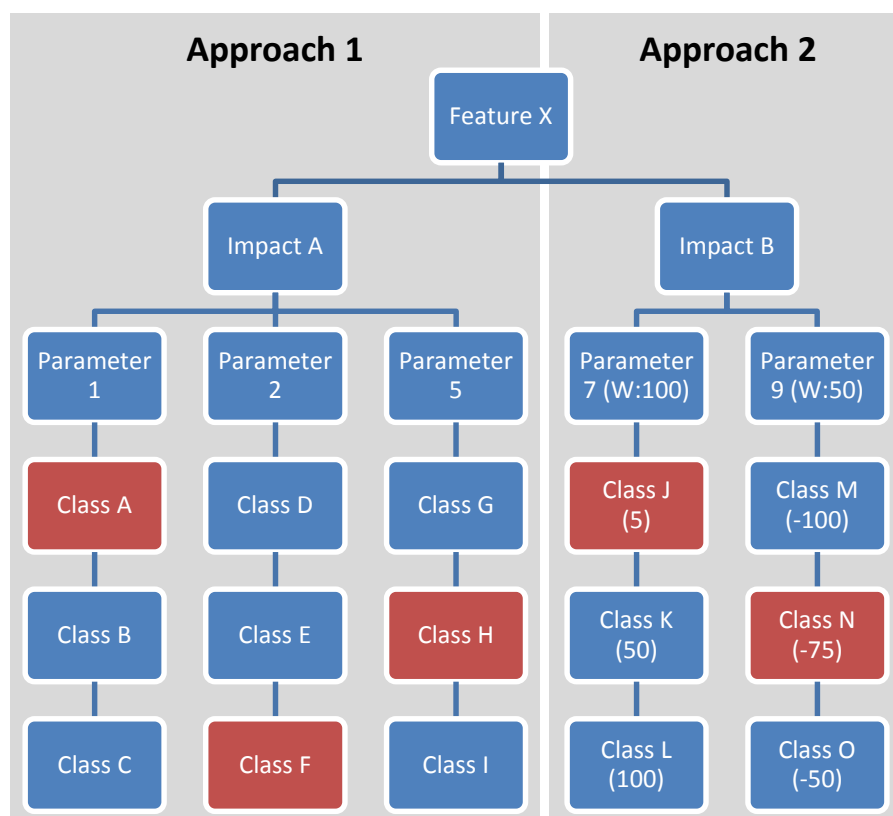 Approach 1
Approach 2
Feature X
Impact A
Impact B
Parameter
1
Parameter
2
Parameter
5
Parameter
7 (W:100)
Parameter
9 (W:50)
Class A
Class D
Class G
Class J
(5)
Class M
(-100)
Class B
Class E
Class H
Class K
(50)
Class N
(-75)
Class C
Class F
Class I
Class L
(100)
Class O
(-50)